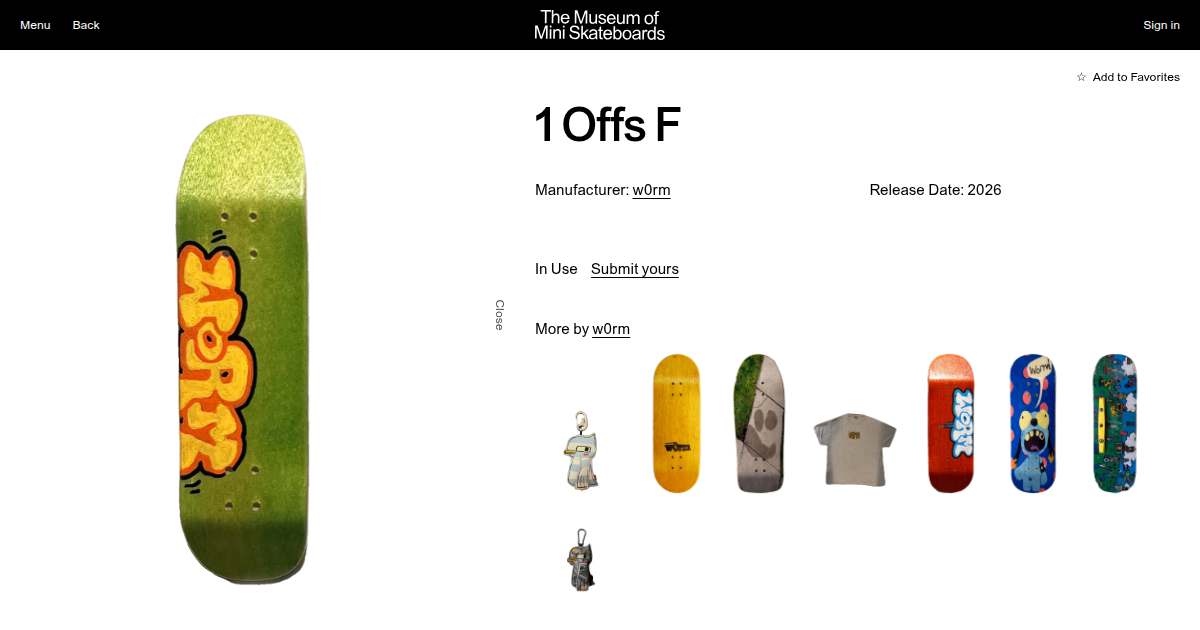 Menu
Back
The Museum of
Mini Skateboards
Sign in
☆ Add to Favorites
1 Offs F
Manufacturer: w0rm
Release Date: 2026
In Use
Submit yours
Close
More by w0rm
WORM